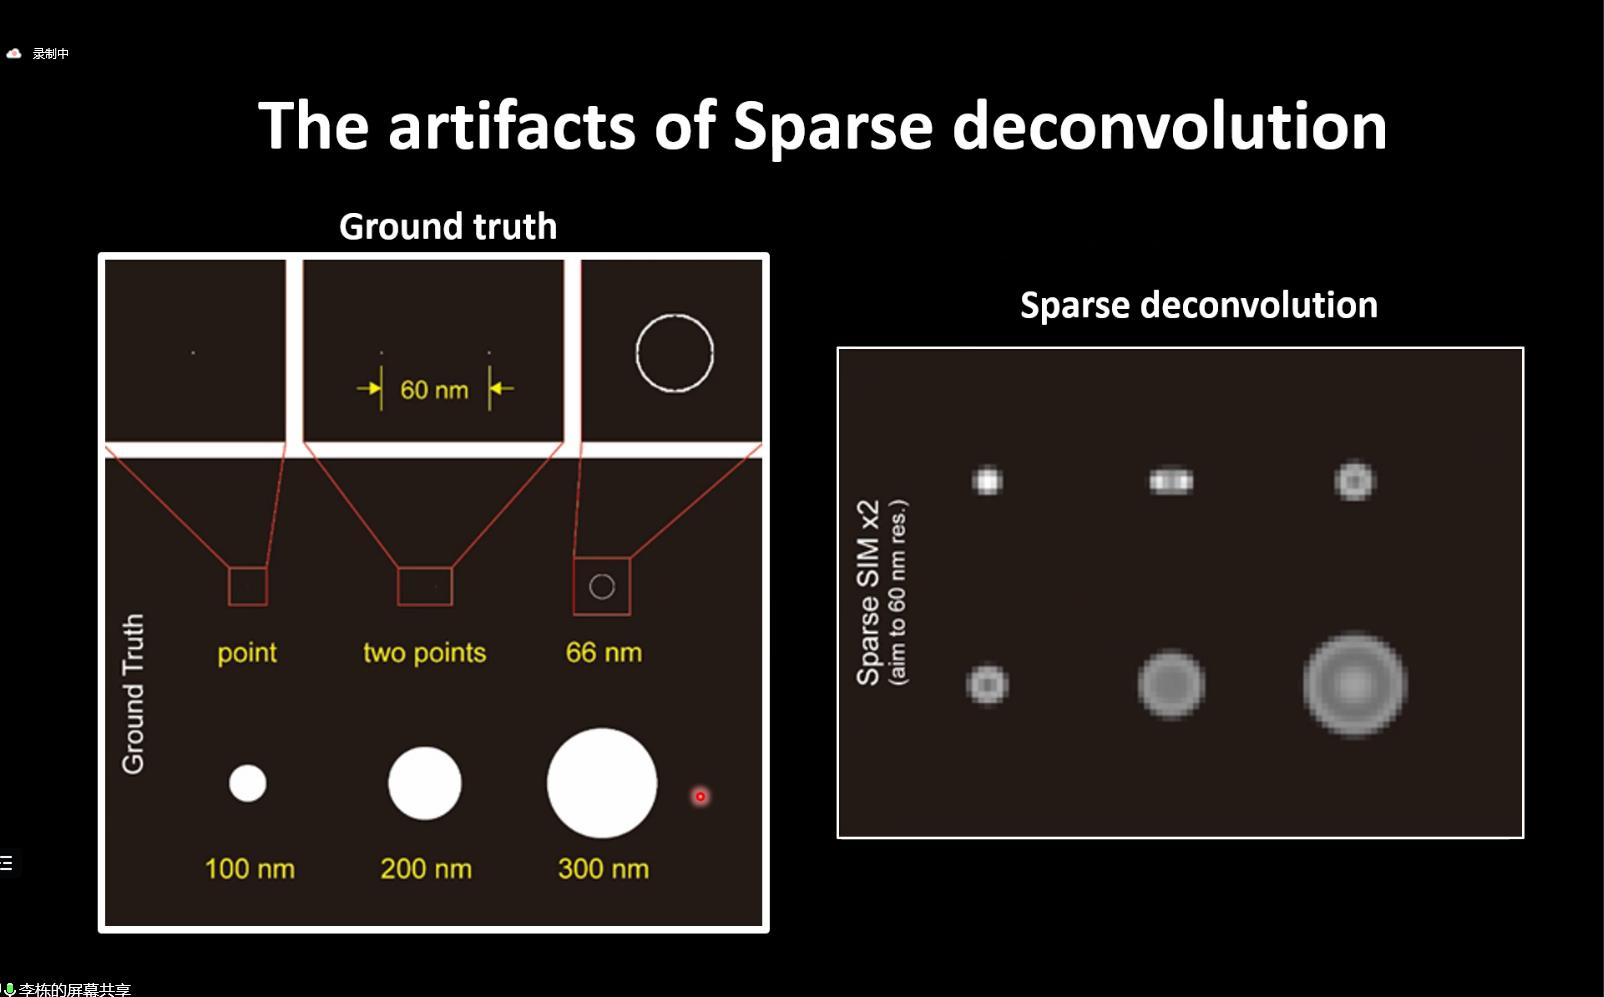 录制中
The artifacts of Sparse deconvolution
Ground truth
60 nm
point
two points
66 nm
Ground Truth
100 nm
200 nm
300 nm
Sparse deconvolution
Sparse SIM x2
(aim to 60 nm res.)
李栋的屏幕共享